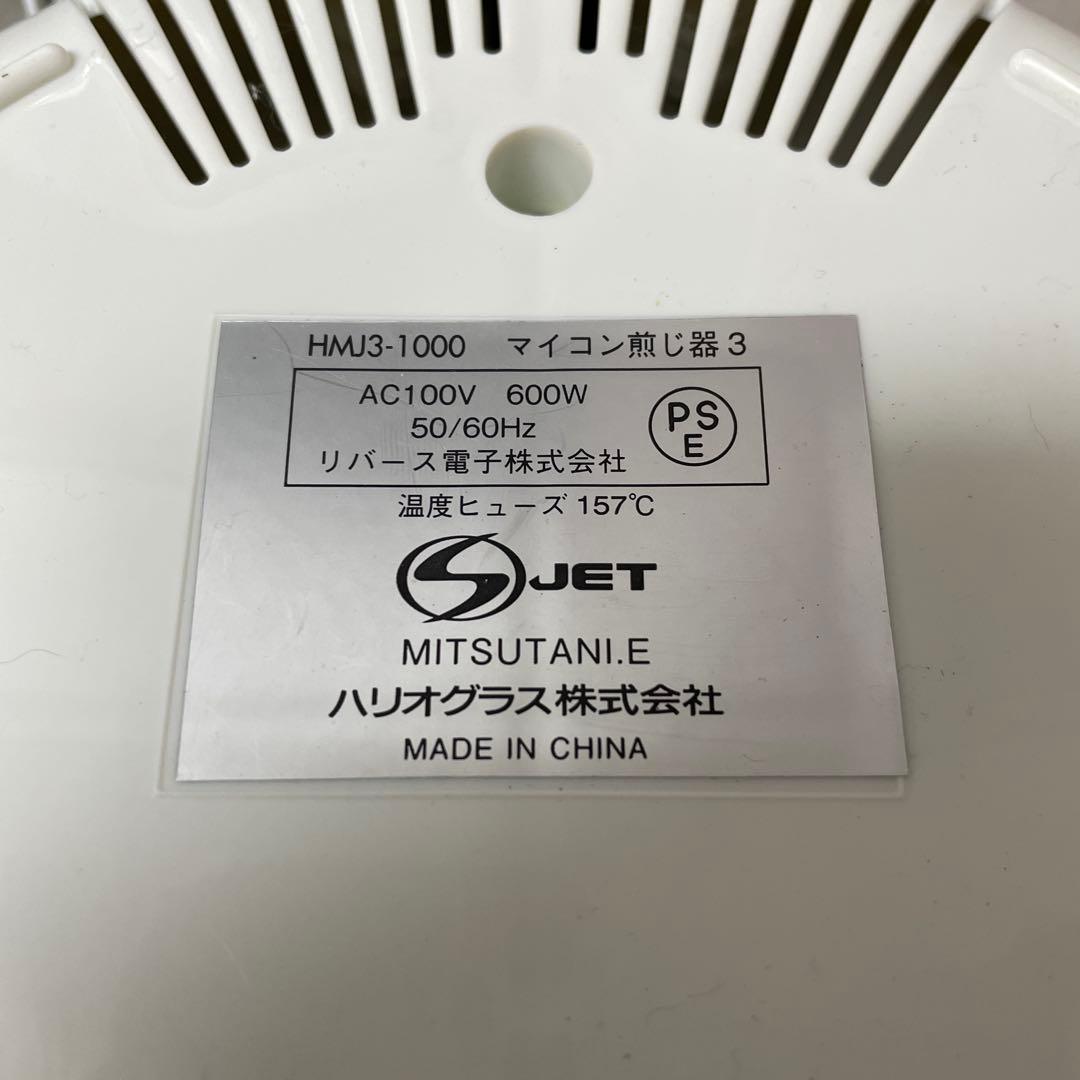 HMJ3-1000 マイコン煎じ器3
AC100V 600W
50/60Hz
リバース電子株式会社
PS
E
温度ヒューズ 157℃
S JET
MITSUTANI.E
ハリオグラス株式会社
MADE IN CHINA